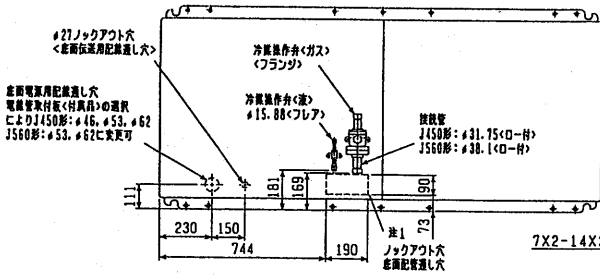 φ27ノックアウト穴
<底面伝送用配線通し穴>
冷媒操作弁<ガス>
<フランジ>
底面電源用配線通し穴
電線管取付板<付属品>の選択
によりJ450形:φ46、φ53、φ62
J560形:φ53、φ62に変更可
冷媒操作弁<液>
φ15.88<フレア>
接続管
J450形:φ31.75<ロー付>
J560形:φ38.1<ロー付>
111
181
169
90
73
230
150
744
190
注1
ノックアウト穴
底面配管通し穴